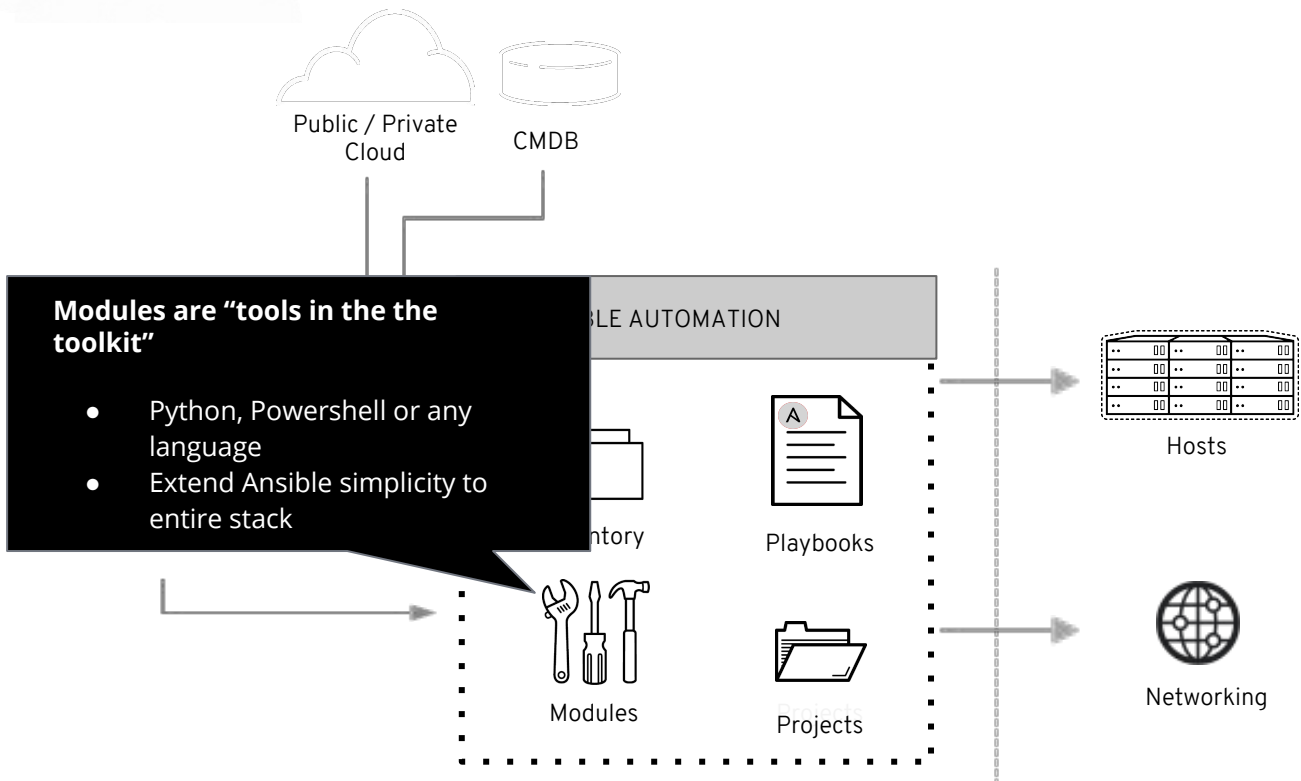 Public / Private
Cloud
CMDB
Modules are “tools in the the
toolkit”
BLE AUTOMATION
● Python, Powershell or any
language
● Extend Ansible simplicity to
entire stack
ntory
Playbooks
Hosts
Modules
Projects
Networking